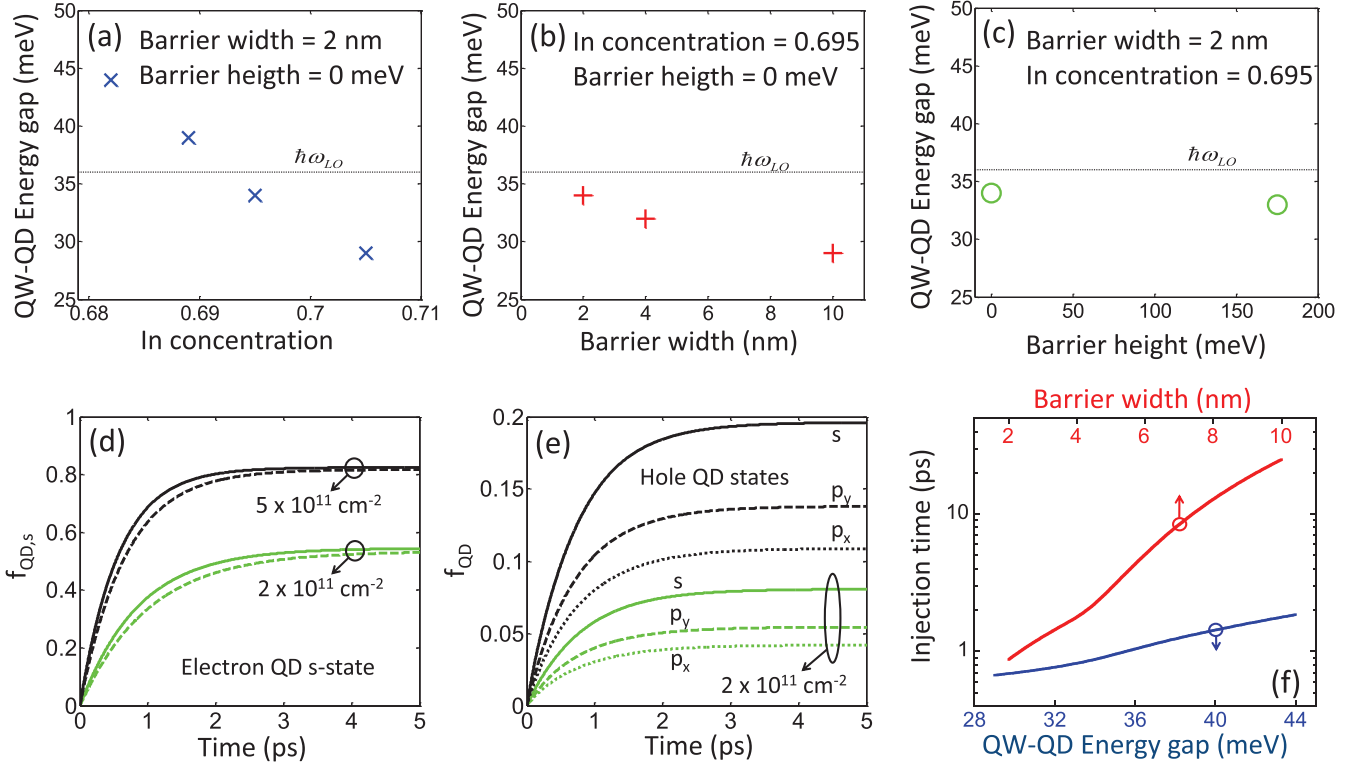 (a) Barrier width = 2 nm
Barrier heigth = 0 meV
ħω_LO
50
45
40
35
30
25
0.68 0.69 0.7 0.71
In concentration
QW-QD Energy gap (meV)
(b) In concentration = 0.695
Barrier heigth = 0 meV
ħω_LO
50
45
40
35
30
25
0 2 4 6 8 10
Barrier width (nm)
QW-QD Energy gap (meV)
(c) Barrier width = 2 nm
In concentration = 0.695
ħω_LO
50
45
40
35
30
25
0 50 100 150 200
Barrier height (meV)
QW-QD Energy gap (meV)
(d)
5 x 10¹¹ cm⁻²
2 x 10¹¹ cm⁻²
Electron QD s-state
1
0.8
0.6
0.4
0.2
0
0 1 2 3 4 5
Time (ps)
f_QD,s
(e)
s
Hole QD states
p_y
p_x
s
p_y
p_x
2 x 10¹¹ cm⁻²
0.2
0.15
0.1
0.05
0
0 1 2 3 4 5
Time (ps)
f_QD
Barrier width (nm)
2 4 6 8 10
10
1
Injection time (ps)
(f)
28 32 36 40 44
QW-QD Energy gap (meV)